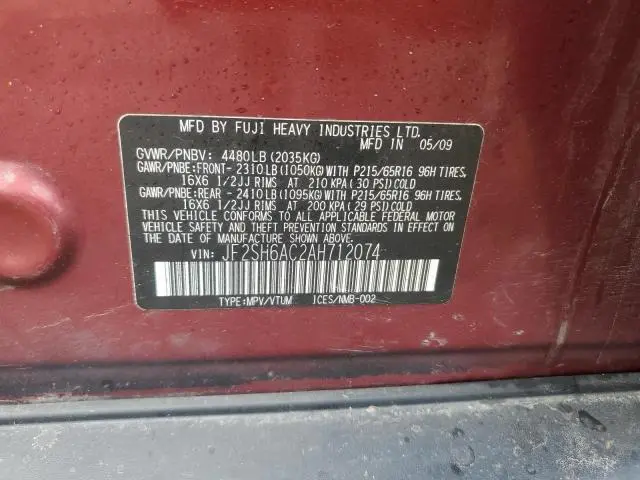 MFD BY FUJI HEAVY INDUSTRIES LTD.
MFD IN 05/09
GVWR/PNBV: 4480LB(2035KG)
GAWR/PNBE:FRONT- 2310LB(1050KG)WITH P215/65R16 96H TIRES,
16X6 1/2JJ RIMS AT 210 KPA(30 PSI)COLD
GAWR/PNBE:REAR - 2410LB(1095KG)WITH P215/65R16 96H TIRES,
16X6 1/2JJ RIMS AT 200 KPA(29 PSI)COLD
THIS VEHICLE CONFORMS TO ALL APPLICABLE FEDERAL MOTOR
VEHICLE SAFETY AND THEFT PREVENTION STANDARDS IN EFFECT ON
THE DATE OF MANUFACTURE SHOWN ABOVE.
VIN: JF2SH6AC2AH712074
TYPE:MPV/VTUM ICES/NMB-002